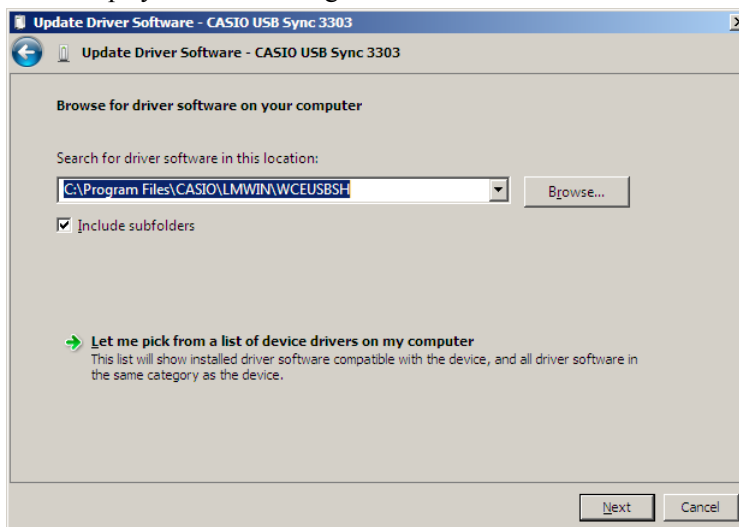 Update Driver Software - CASIO USB Sync 3303
Update Driver Software - CASIO USB Sync 3303
Browse for driver software on your computer
Search for driver software in this location:
C:\Program Files\CASIO\LMWIN\WCEUSBSH
Browse...
Include subfolders
Let me pick from a list of device drivers on my computer
This list will show installed driver software compatible with the device, and all driver software in
the same category as the device.
Next
Cancel